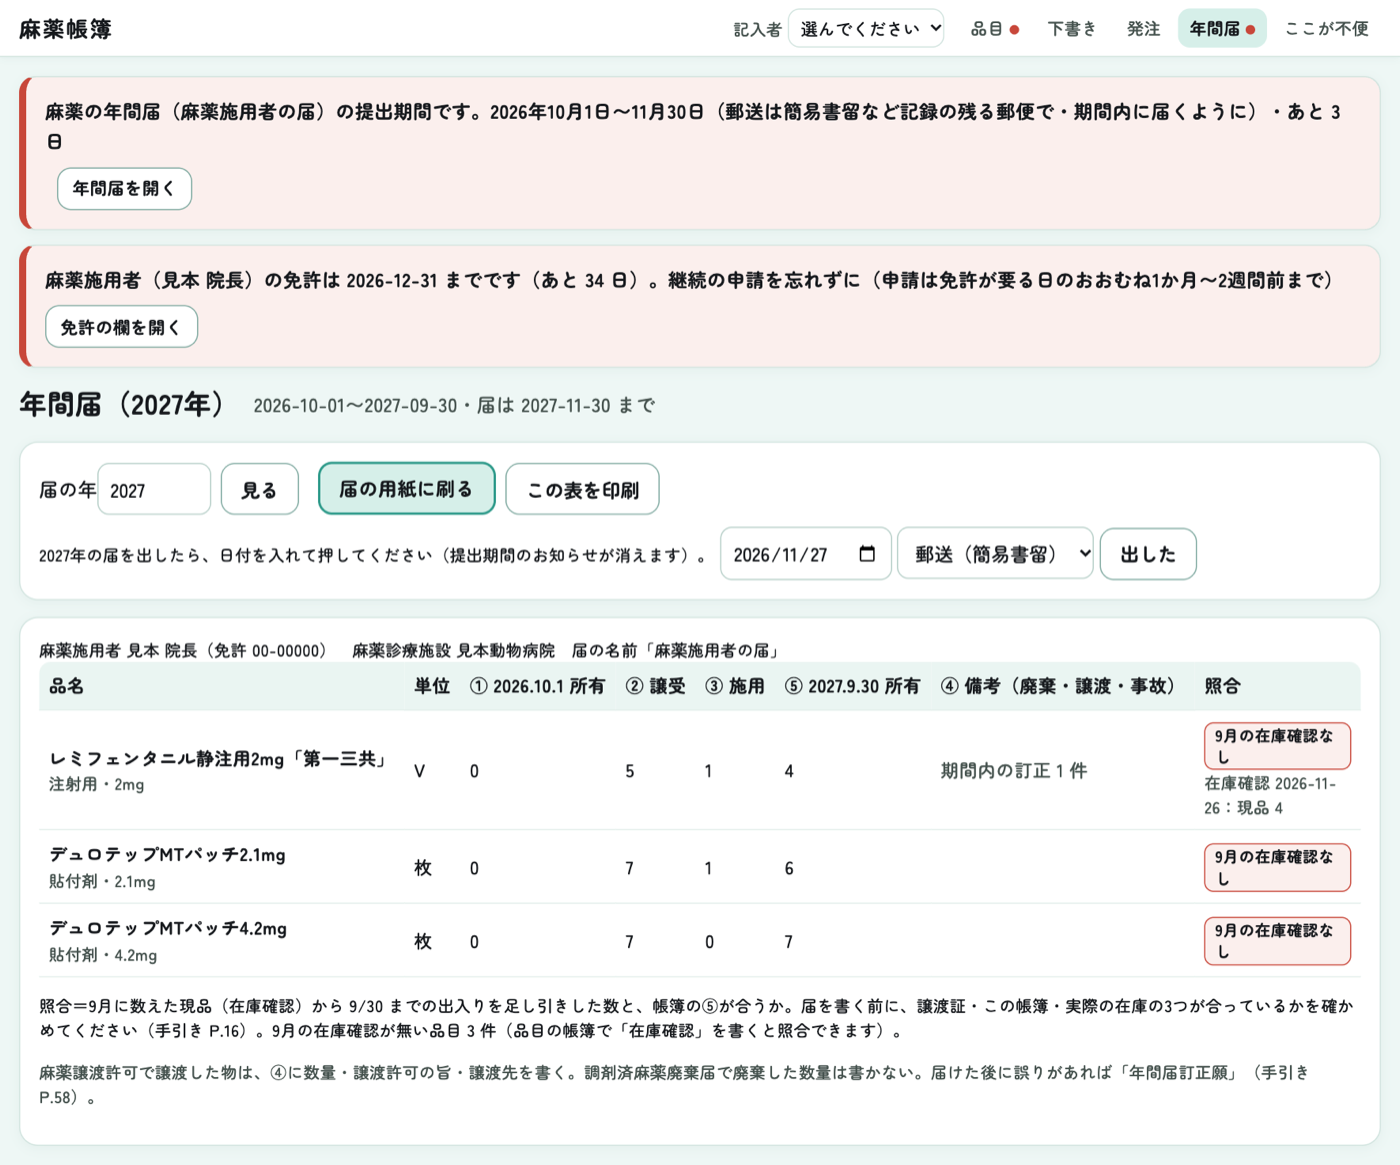 麻薬帳簿
記入者 選んでください 品目 下書き 発注 年間届 ここが不便
麻薬の年間届（麻薬施用者の届）の提出期間です。2026年10月1日〜11月30日（郵送は簡易書留など記録の残る郵便で・期間内に届くように）・あと 3
日
年間届を開く
麻薬施用者（見本 院長）の免許は 2026-12-31 までです（あと 34 日）。継続の申請を忘れずに（申請は免許が要る日のおおむね1か月〜2週間前まで）
免許の欄を開く
年間届（2027年） 2026-10-01〜2027-09-30・届は 2027-11-30 まで
届の年 2027 見る 届の用紙に刷る この表を印刷
2027年の届を出したら、日付を入れて押してください（提出期間のお知らせが消えます）。 2026/11/27 郵送（簡易書留） 出した
麻薬施用者 見本 院長（免許 00-00000） 麻薬診療施設 見本動物病院 届の名前「麻薬施用者の届」
品名 単位 ① 2026.10.1 所有 ② 譲受 ③ 施用 ⑤ 2027.9.30 所有 ④ 備考（廃棄・譲渡・事故） 照合
レミフェンタニル静注用2mg「第一三共」
注射用・2mg
V 0 5 1 4 期間内の訂正 1 件
9月の在庫確認な
し
在庫確認 2026-11-
26：現品 4
デュロテップMTパッチ2.1mg
貼付剤・2.1mg
枚 0 7 1 6
9月の在庫確認な
し
デュロテップMTパッチ4.2mg
貼付剤・4.2mg
枚 0 7 0 7
9月の在庫確認な
し
照合＝9月に数えた現品（在庫確認）から 9/30 までの出入りを足し引きした数と、帳簿の⑤が合うか。届を書く前に、譲渡証・この帳簿・実際の在庫の3つが合っているかを確か
めてください（手引き P.16）。9月の在庫確認が無い品目 3 件（品目の帳簿で「在庫確認」を書くと照合できます）。
麻薬譲渡許可で譲渡した物は、④に数量・譲渡許可の旨・譲渡先を書く。調剤済麻薬廃棄届で廃棄した数量は書かない。届けた後に誤りがあれば「年間届訂正願」（手引き
P.58）。